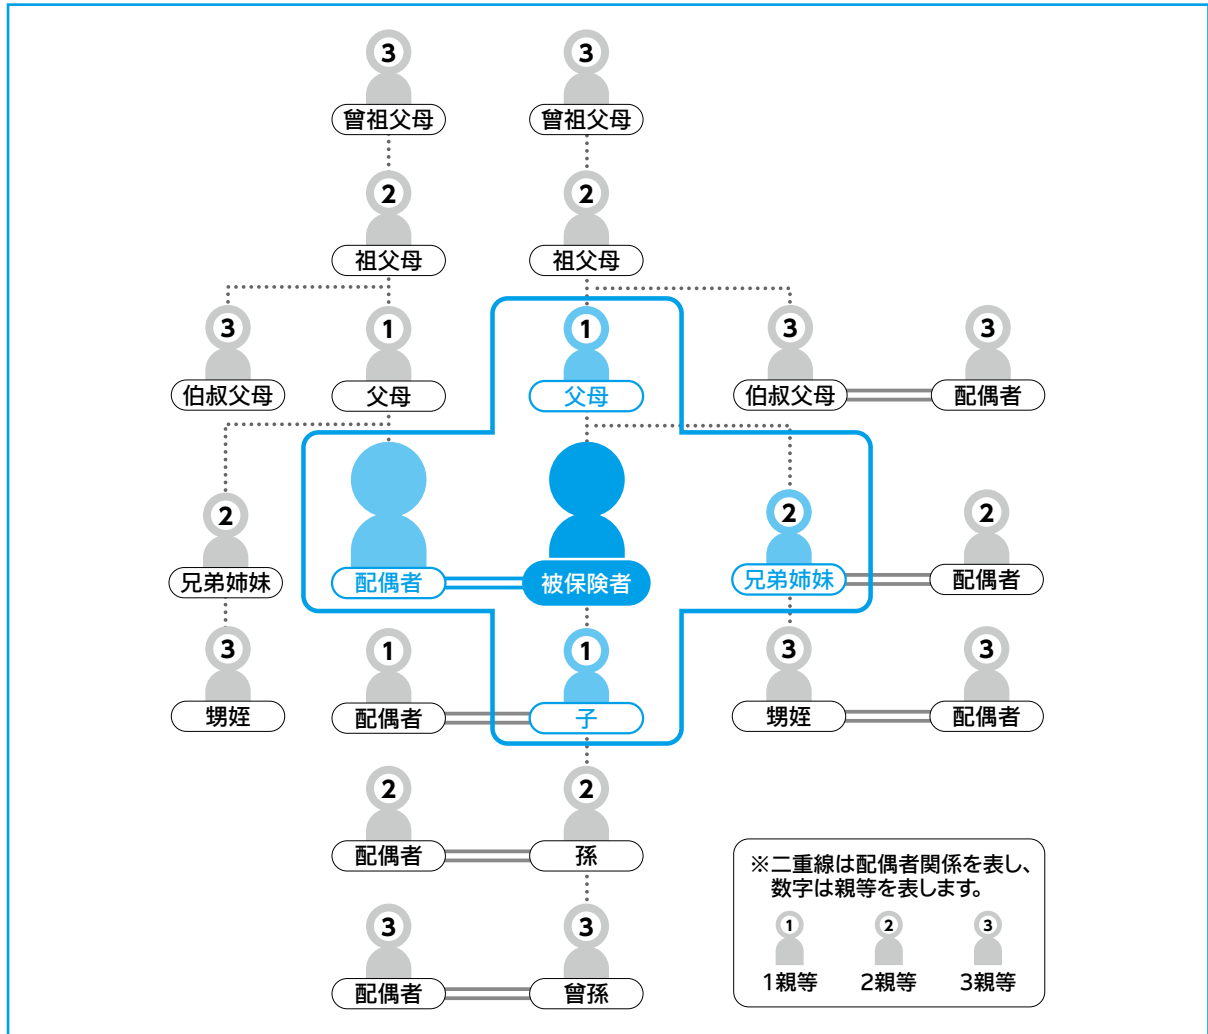 3
3
曾祖父母
曾祖父母
2
2
祖父母
祖父母
3
1
1
3
3
伯叔父母
父母
父母
伯叔父母
配偶者
2
2
2
兄弟姉妹
配偶者
被保険者
兄弟姉妹
配偶者
3
1
1
3
3
甥姪
配偶者
子
甥姪
配偶者
2
2
配偶者
孫
3
3
配偶者
曾孫
※二重線は配偶者関係を表し、
数字は親等を表します。
1
2
3
1親等
2親等
3親等